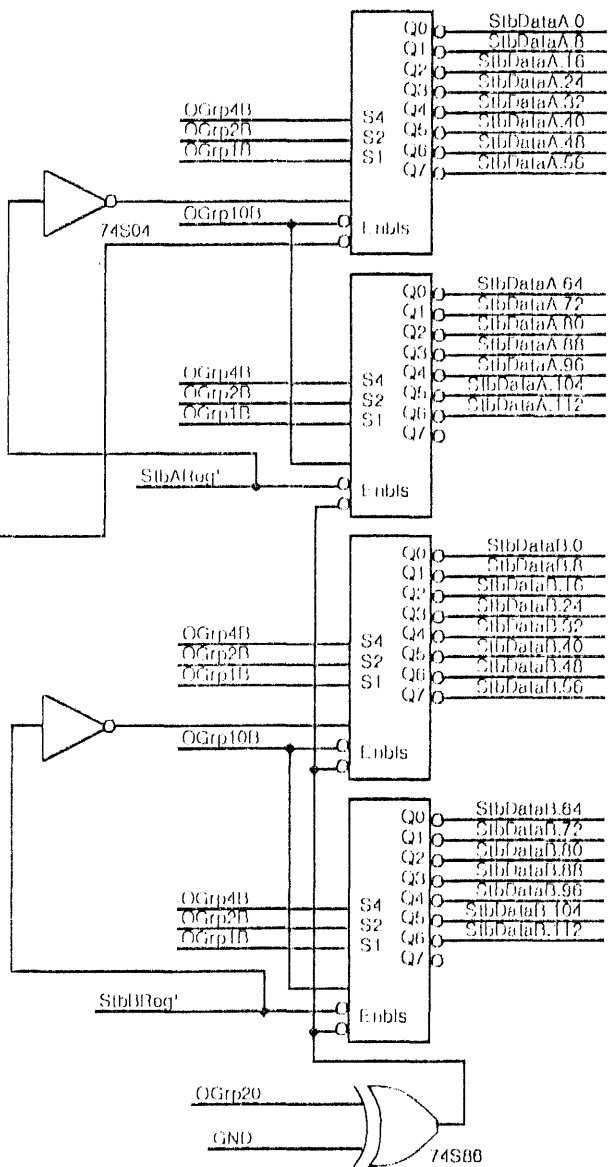 Q0 StbDataA.0
Q1 StbDataA.8
Q2 StbDataA.16
Q3 StbDataA.24
OGrp4B S4 Q4 StbDataA.32
OGrp2B S2 Q5 StbDataA.40
OGrp1B S1 Q6 StbDataA.48
Q7 StbDataA.56
74S04
OGrp10B Enbls
Q0 StbDataA.64
Q1 StbDataA.72
Q2 StbDataA.80
Q3 StbDataA.88
OGrp4B S4 Q4 StbDataA.96
OGrp2B S2 Q5 StbDataA.104
OGrp1B S1 Q6 StbDataA.112
Q7
StbAReg' Enbls
Q0 StbDataB.0
Q1 StbDataB.8
Q2 StbDataB.16
Q3 StbDataB.24
OGrp4B S4 Q4 StbDataB.32
OGrp2B S2 Q5 StbDataB.40
OGrp1B S1 Q6 StbDataB.48
Q7 StbDataB.56
OGrp10B Enbls
Q0 StbDataB.64
Q1 StbDataB.72
Q2 StbDataB.80
Q3 StbDataB.88
OGrp4B S4 Q4 StbDataB.96
OGrp2B S2 Q5 StbDataB.104
OGrp1B S1 Q6 StbDataB.112
Q7
StbBReg' Enbls
OGrp20
GND
74S86